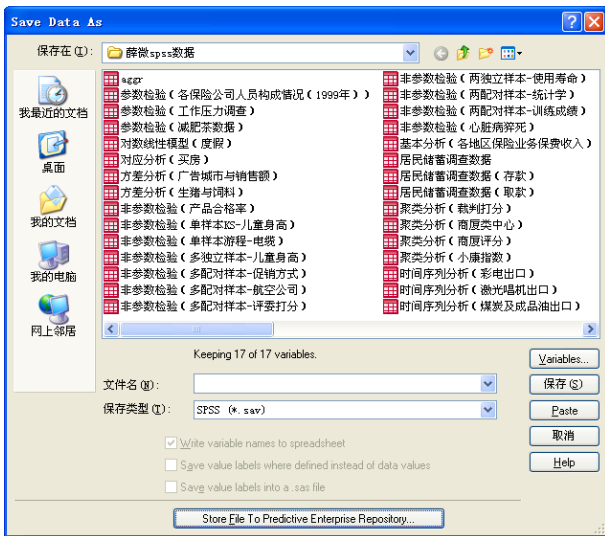 Save Data As
保存在(I): 薛微spss数据
我最近的文档
桌面
我的文档
我的电脑
网上邻居
aggr
参数检验(各保险公司人员构成情况(1999年))
参数检验(工作压力调查)
参数检验(减肥茶数据)
对数线性模型(度假)
对应分析(买房)
方差分析(广告城市与销售额)
方差分析(生猪与饲料)
非参数检验(产品合格率)
非参数检验(单样本KS-儿童身高)
非参数检验(单样本游程-电缆)
非参数检验(多独立样本-儿童身高)
非参数检验(多配对样本-促销方式)
非参数检验(多配对样本-航空公司)
非参数检验(多配对样本-评委打分)
非参数检验(两独立样本-使用寿命)
非参数检验(两配对样本-统计学)
非参数检验(两配对样本-训练成绩)
非参数检验(心脏病猝死)
基本分析(各地区保险业务保费收入)
居民储蓄调查数据
居民储蓄调查数据(存款)
居民储蓄调查数据(取款)
聚类分析(裁判打分)
聚类分析(商厦类中心)
聚类分析(商厦评分)
聚类分析(小康指数)
时间序列分析(彩电出口)
时间序列分析(激光唱机出口)
时间序列分析(煤炭及成品油出口)
Keeping 17 of 17 variables.
Variables...
文件名(N):
保存(S)
保存类型(T): SPSS (*.sav)
Paste
取消
Help
Write variable names to spreadsheet
Save value labels where defined instead of data values
Save value labels into a .sas file
Store File To Predictive Enterprise Repository...